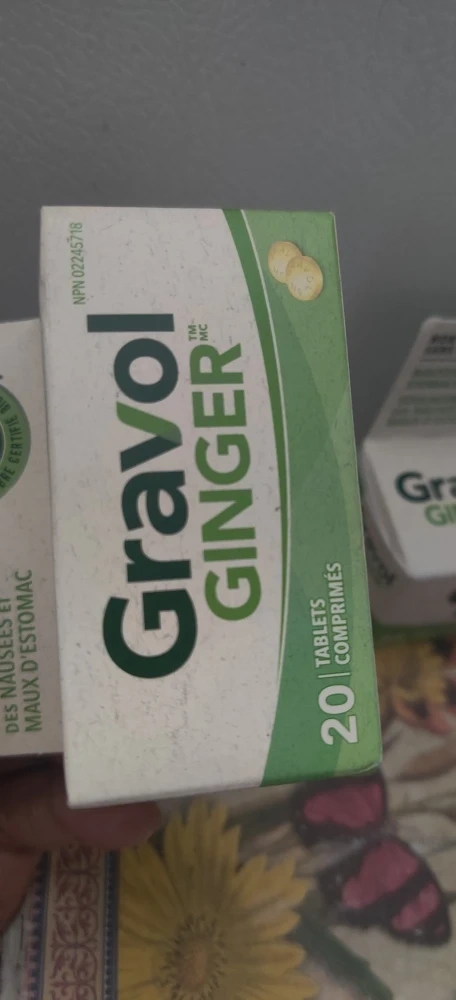 NPN 02245718
Gravol
GINGER TM MC
20 | TABLETS
COMPRIMÉS
DES NAUSÉES ET
MAUX D'ESTOMAC
Gra
GI